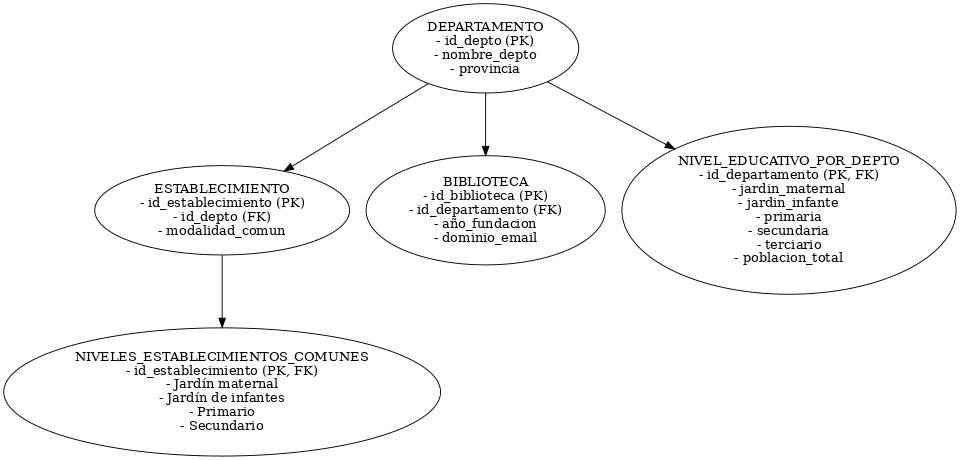 DEPARTAMENTO
- id_depto (PK)
- nombre_depto
- provincia
ESTABLECIMIENTO
- id_establecimiento (PK)
- id_depto (FK)
- modalidad_comun
BIBLIOTECA
- id_biblioteca (PK)
- id_departamento (FK)
- año_fundacion
- dominio_email
NIVEL_EDUCATIVO_POR_DEPTO
- id_departamento (PK, FK)
- jardin_maternal
- jardin_infante
- primaria
- secundaria
- terciario
- poblacion_total
NIVELES_ESTABLECIMIENTOS_COMUNES
- id_establecimiento (PK, FK)
- Jardín maternal
- Jardín de infantes
- Primario
- Secundario